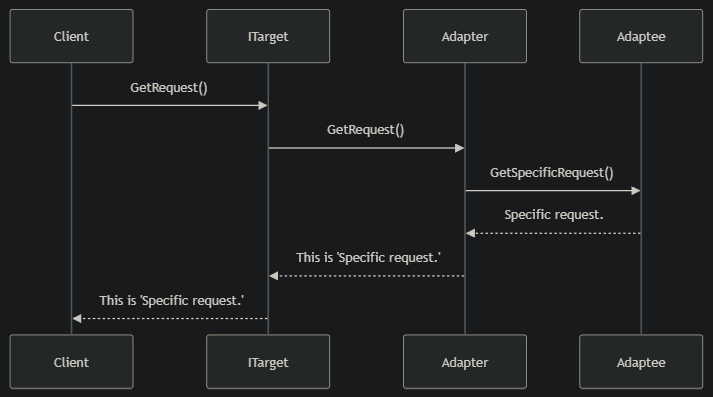 Client
ITarget
Adapter
Adaptee
GetRequest()
GetRequest()
GetSpecificRequest()
Specific request.
This is 'Specific request.'
This is 'Specific request.'
Client
ITarget
Adapter
Adaptee